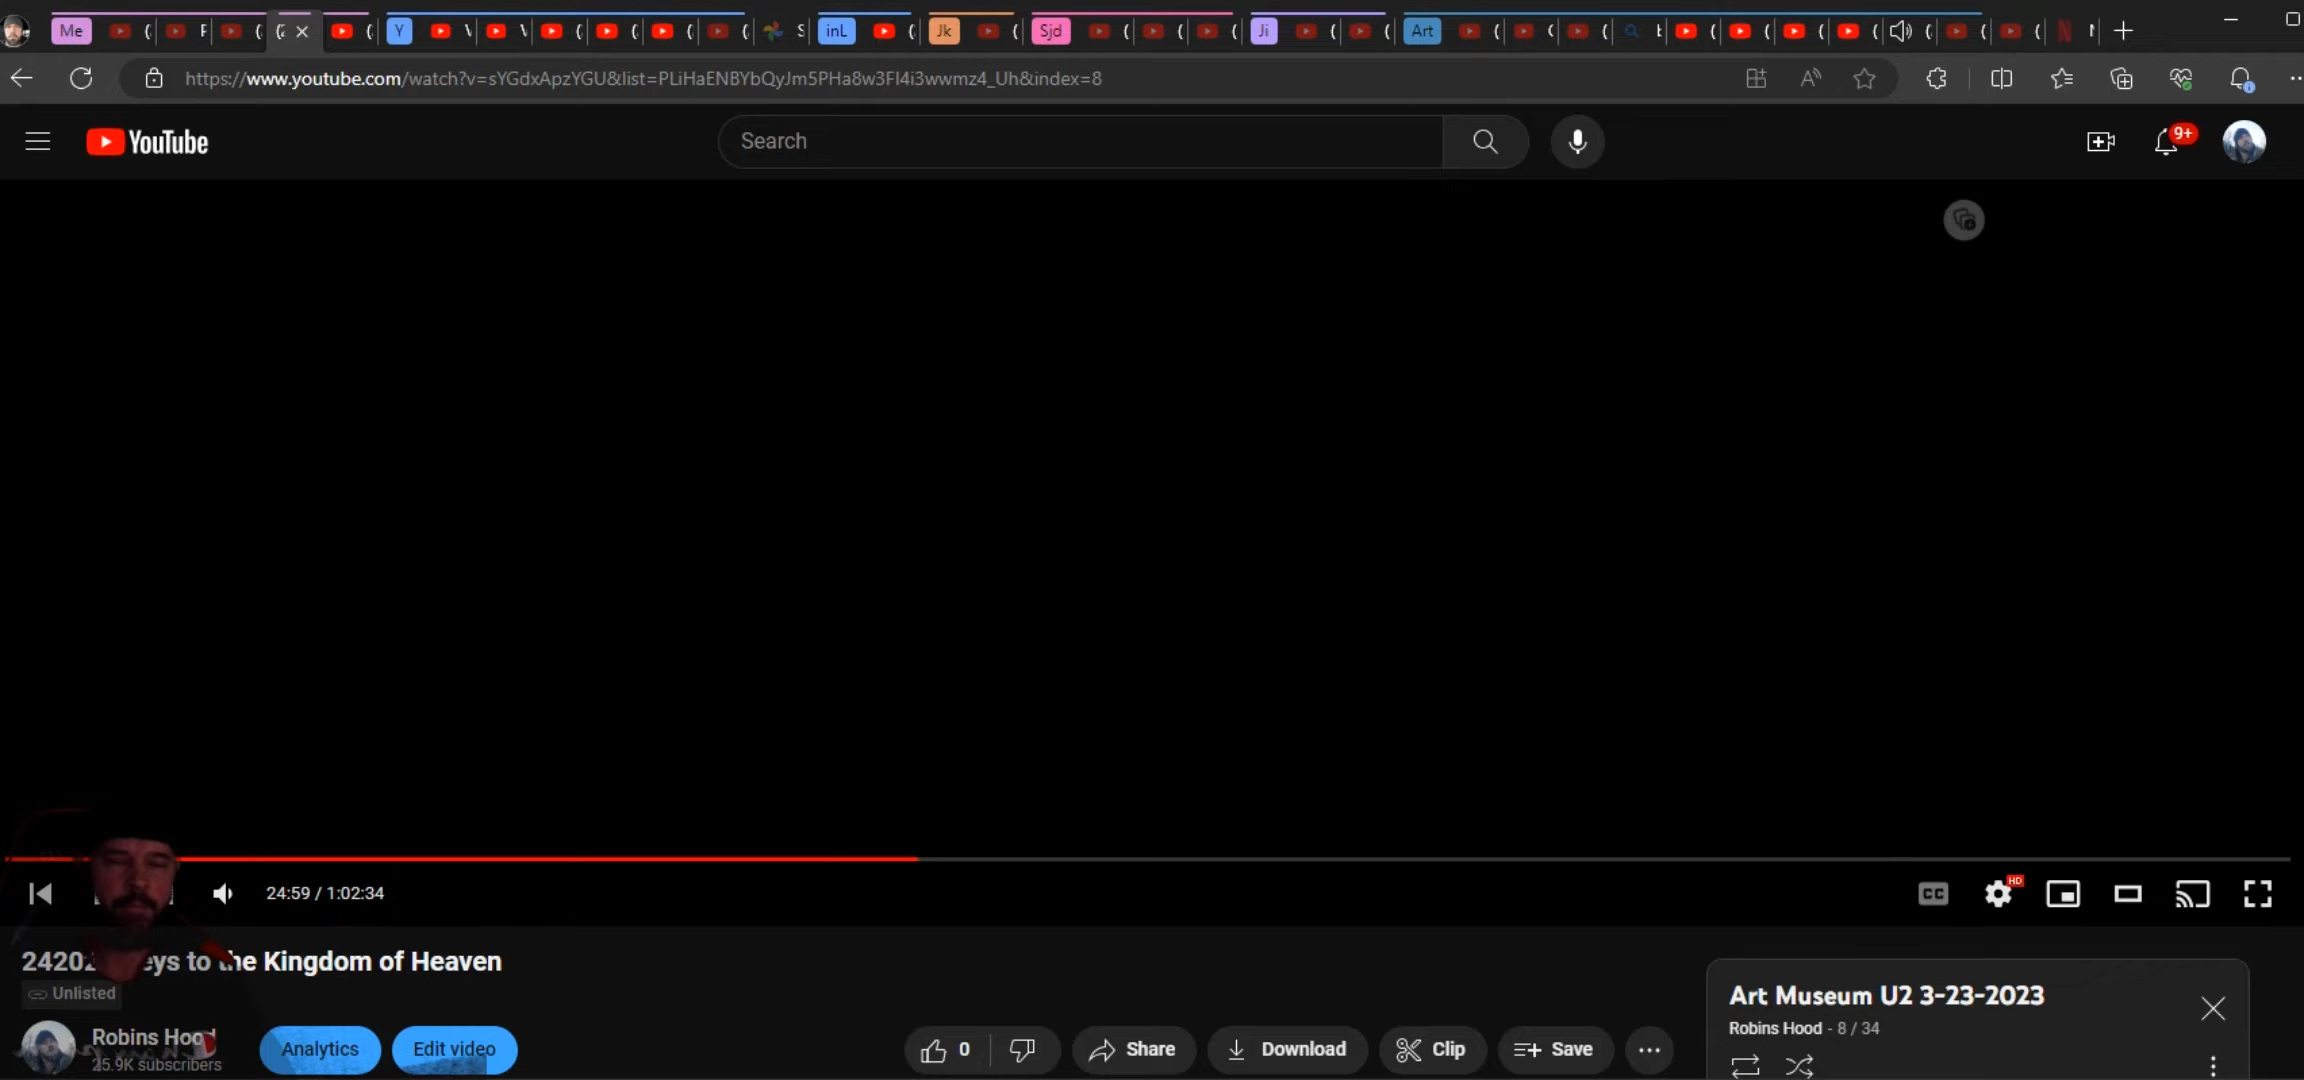 Me
Y
inL
Jk
Sjd
Ji
Art
https://www.youtube.com/watch?v=sYGdxApzYGU&list=PLiHaENBYbQyJm5PHa8w3Fl4i3wwmz4_Uh&index=8
YouTube
Search
9+
24:59 / 1:02:34
CC
HD
to the Kingdom of Heaven
Unlisted
Robins Hood
25.9K subscribers
Analytics
Edit video
0
Share
Download
Clip
Save
Art Museum U2 3-23-2023
Robins Hood - 8 / 34